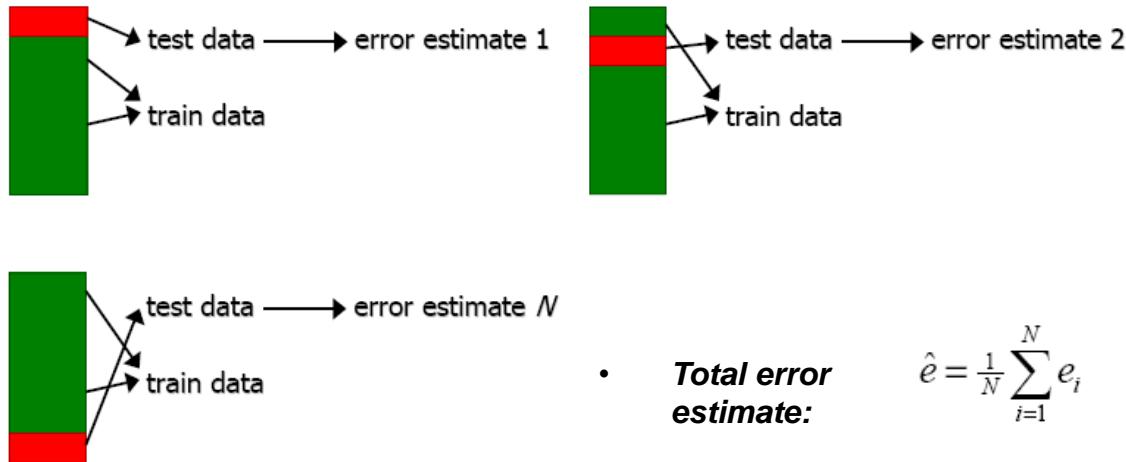 test data → error estimate 1
train data
test data → error estimate 2
train data
test data → error estimate N
train data
• Total error estimate:
ê = 1/N ∑_{i=1}^{N} e_i